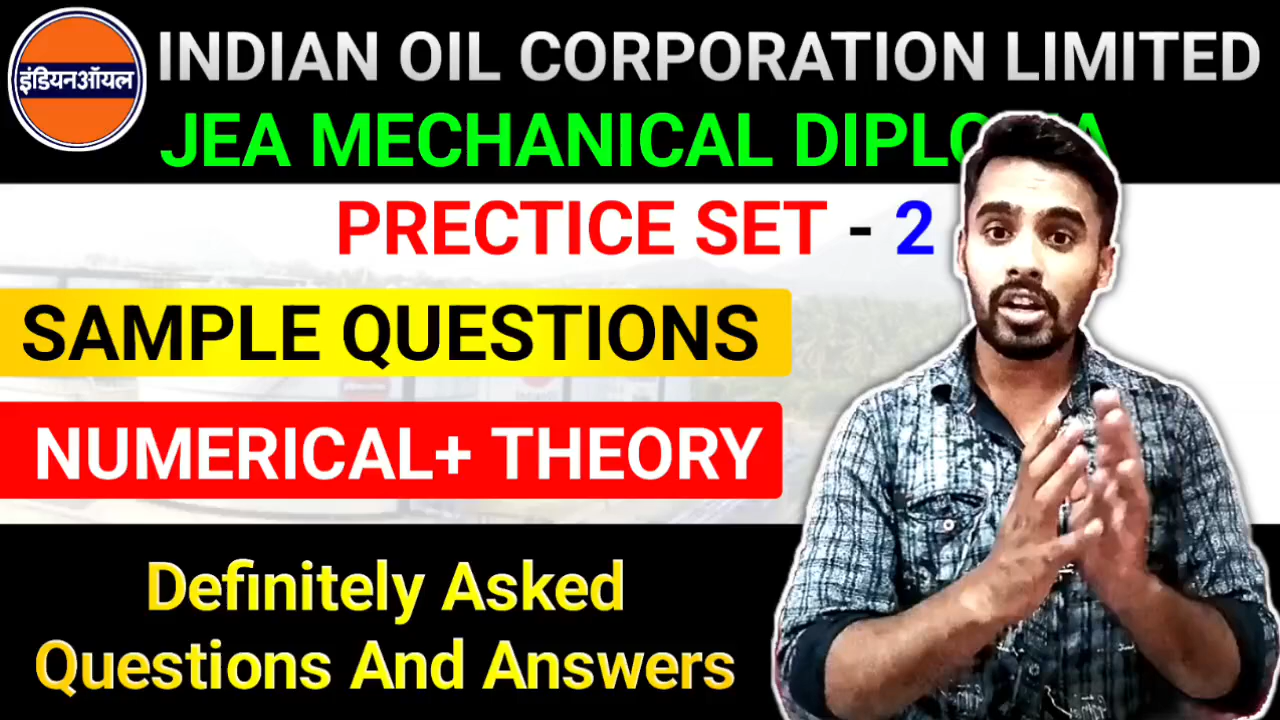 इंडियनऑयल
INDIAN OIL CORPORATION LIMITED
JEA MECHANICAL
PRECTICE SET - 2
SAMPLE QUESTIONS
NUMERICAL+ THEORY
Definitely Asked
Questions And Answers